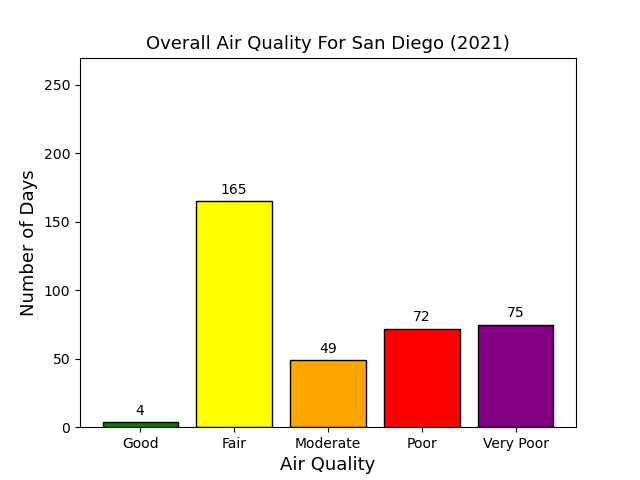 Overall Air Quality For San Diego (2021)
250
200
150
100
50
0
Number of Days
4
165
49
72
75
Good
Fair
Moderate
Poor
Very Poor
Air Quality